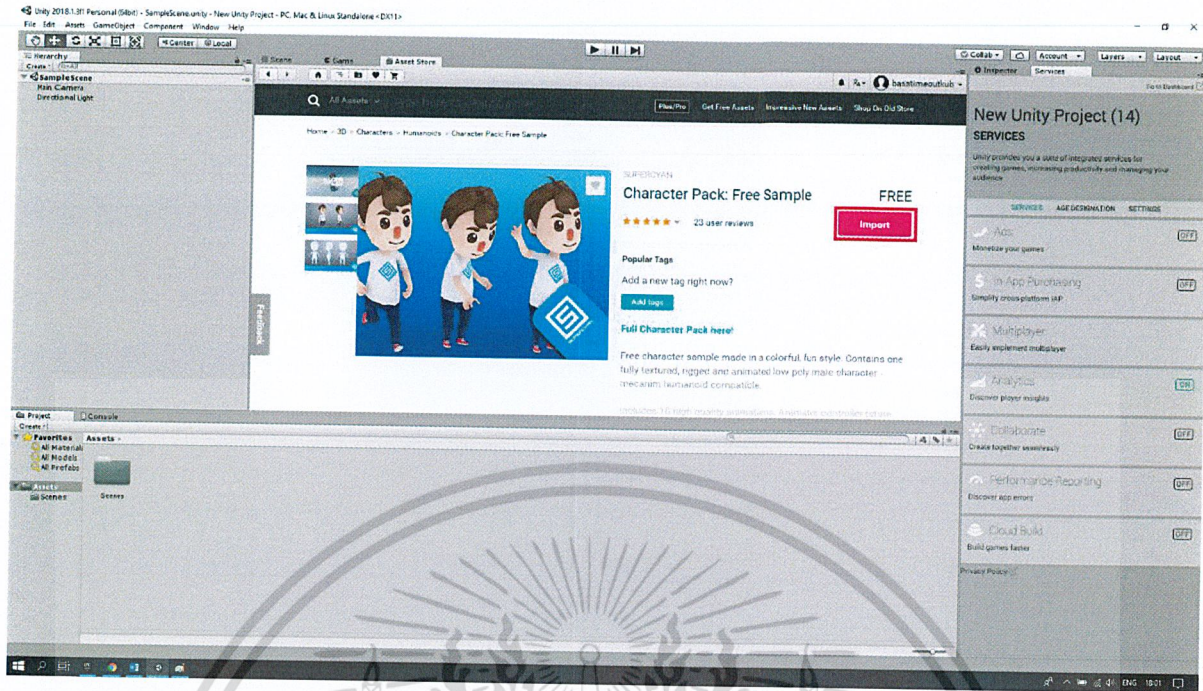 Unity 2018.1.3f1 Personal (64bit) - SampleScene.unity - New Unity Project - PC, Mac & Linux Standalone <DX11>
File Edit Assets GameObject Component Window Help
Center Local
Collab Account Layers Layout
Hierarchy
Create
SampleScene
Main Camera
Directional Light
Scene Game Asset Store
basstimeoutkub
All Assets
Plus/Pro Get Free Assets Impressive New Assets Shop On Old Store
Home > 3D > Characters > Humanoids > Character Pack: Free Sample
SUPERCYAN
Character Pack: Free Sample
FREE
23 user reviews
Import
Popular Tags
Add a new tag right now?
Add tags
Full Character Pack here!
Free character sample made in a colorful, fun style. Contains one
fully textured, rigged and animated low poly male character -
mecanim humanoid compatible.
Feedback
Inspector Services
Go to Dashboard
New Unity Project (14)
SERVICES
Unity provides you a suite of integrated services for
creating games, increasing productivity and managing your
audience
SERVICES AGE DESIGNATION SETTINGS
Ads
OFF
Monetize your games
In-App Purchasing
OFF
Simplify cross-platform IAP
Multiplayer
Easily implement multiplayer
Analytics
ON
Discover player insights
Collaborate
OFF
Create together seamlessly
Performance Reporting
OFF
Discover app errors
Cloud Build
OFF
Build games faster
Privacy Policy
Project Console
Create
Favorites
All Materials
All Models
All Prefabs
Assets
Scenes
Assets
Scenes
ENG 18:01